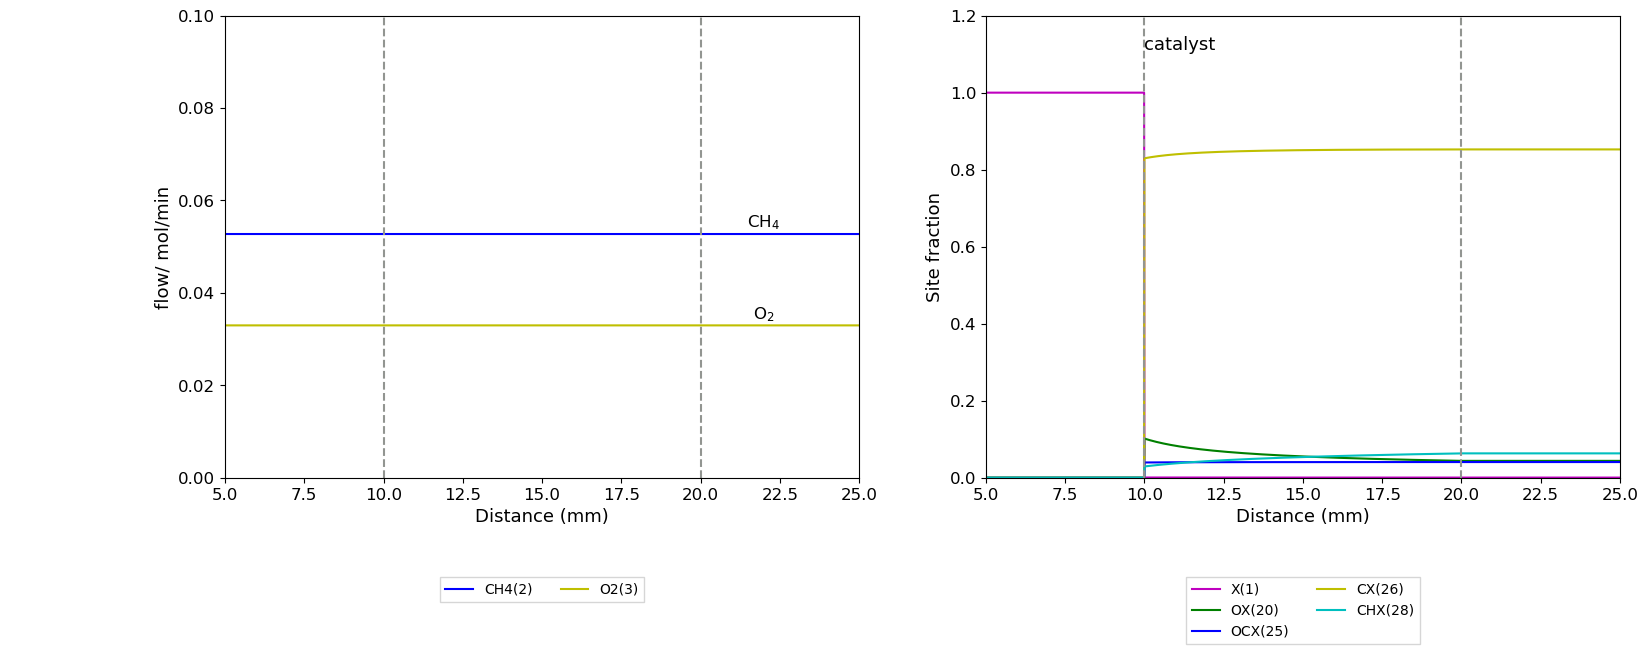 0.10
0.08
0.06
0.04
0.02
0.00
flow/ mol/min
CH4
O2
5.0 7.5 10.0 12.5 15.0 17.5 20.0 22.5 25.0
Distance (mm)
CH4(2) O2(3)
1.2
1.0
0.8
0.6
0.4
0.2
0.0
Site fraction
catalyst
5.0 7.5 10.0 12.5 15.0 17.5 20.0 22.5 25.0
Distance (mm)
X(1) CX(26)
OX(20) CHX(28)
OCX(25)